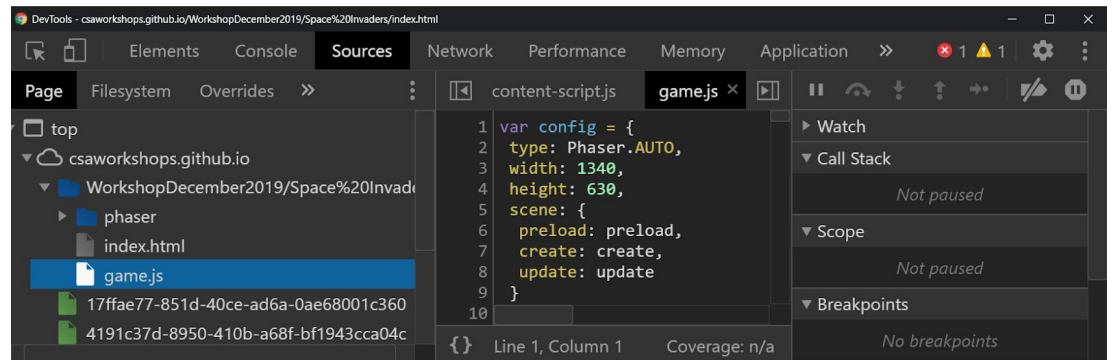 DevTools - csaworkshops.github.io/WorkshopDecember2019/Space%20Invaders/index.html
Elements Console Sources Network Performance Memory Application » 1 1
Page Filesystem Overrides » content-script.js game.js ×
top
csaworkshops.github.io
WorkshopDecember2019/Space%20Invade
phaser
index.html
game.js
17ffae77-851d-40ce-ad6a-0ae68001c360
4191c37d-8950-410b-a68f-bf1943cca04c
1 var config = {
2 type: Phaser.AUTO,
3 width: 1340,
4 height: 630,
5 scene: {
6 preload: preload,
7 create: create,
8 update: update
9 }
10
{} Line 1, Column 1 Coverage: n/a
Watch
Call Stack
Not paused
Scope
Not paused
Breakpoints
No breakpoints